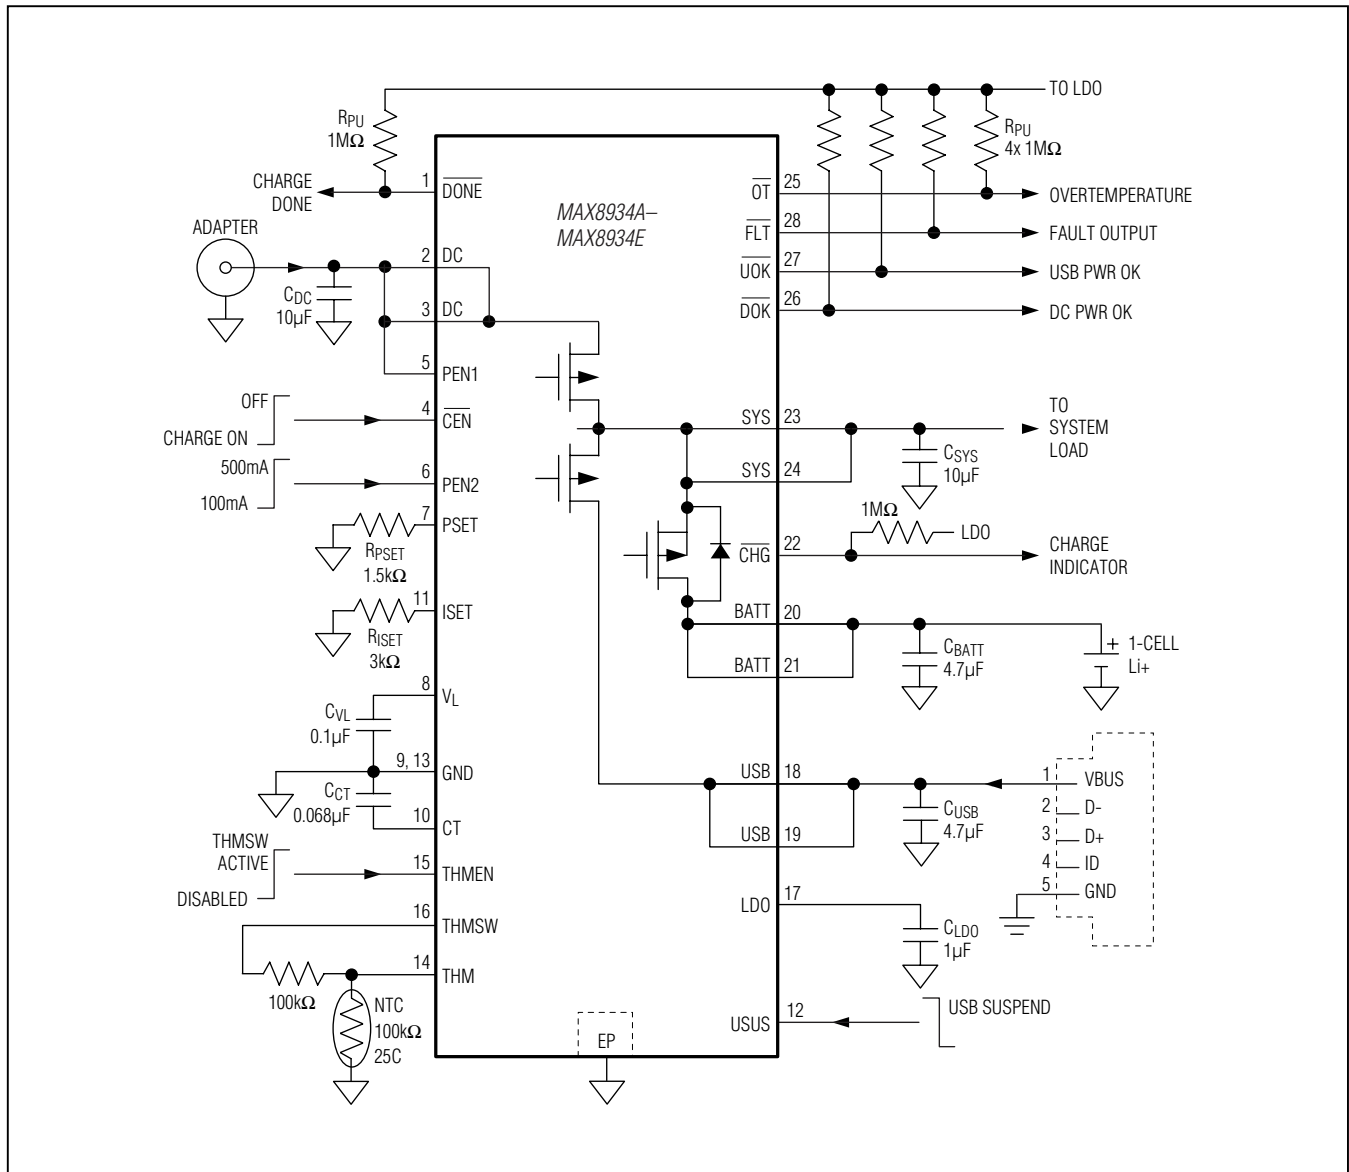 TO LDO
RPU
1MΩ
RPU
4x 1MΩ
CHARGE
DONE
1
DONE
MAX8934A–
MAX8934E
OT
25
OVERTEMPERATURE
ADAPTER
FLT
28
FAULT OUTPUT
2
DC
UOK
27
USB PWR OK
CDC
10µF
3
DC
DOK
26
DC PWR OK
5
PEN1
OFF
CHARGE ON
4
CEN
SYS
23
TO
SYSTEM
LOAD
500mA
100mA
6
PEN2
SYS
24
CSYS
10µF
7
PSET
RPSET
1.5kΩ
1MΩ
LDO
CHG
22
CHARGE
INDICATOR
11
ISET
RISET
3kΩ
BATT
20
BATT
21
CBATT
4.7µF
+ 1-CELL
Li+
8
VL
CVL
0.1µF
9, 13
GND
CCT
0.068µF
10
CT
USB
18
USB
19
CUSB
4.7µF
1
VBUS
2
D-
3
D+
4
ID
5
GND
THMSW
ACTIVE
DISABLED
15
THMEN
LDO
17
CLDO
1µF
16
THMSW
14
THM
100kΩ
NTC
100kΩ
25C
USUS
12
USB SUSPEND
EP